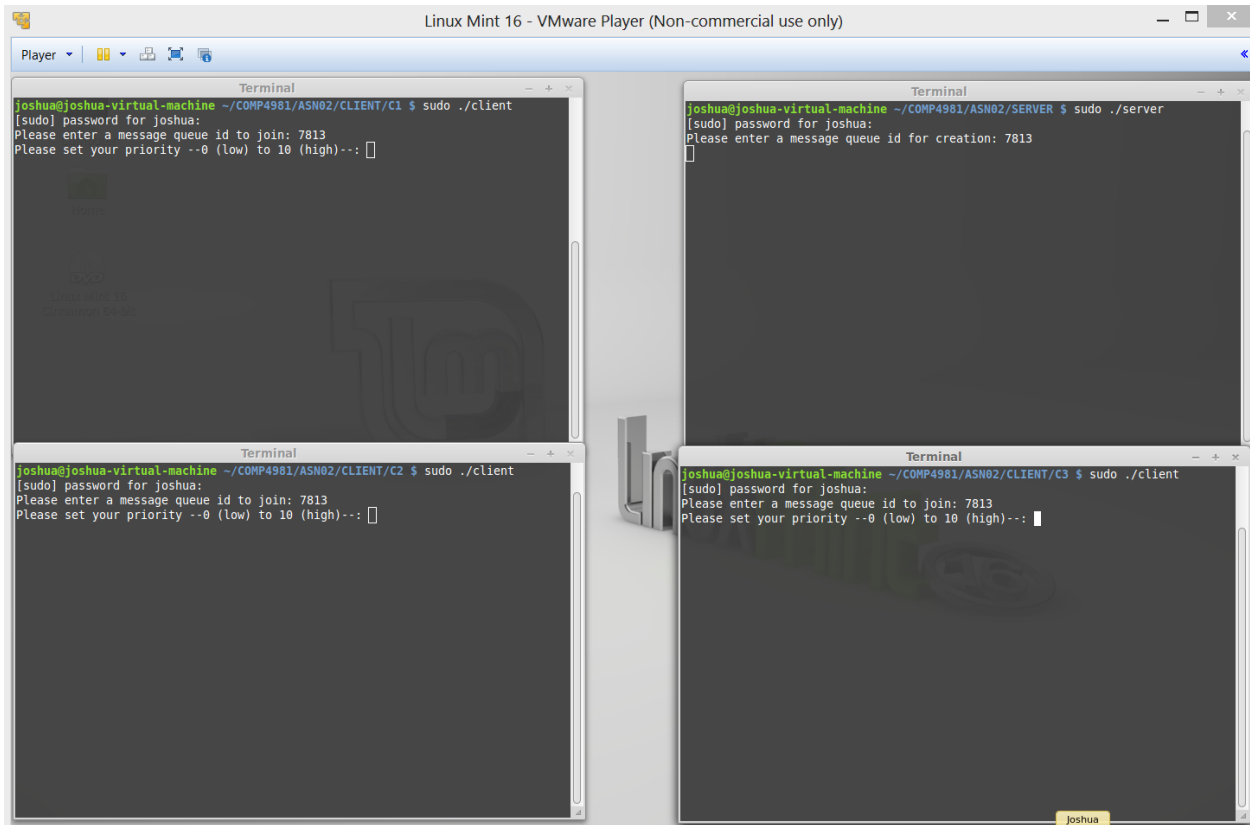 Linux Mint 16 - VMware Player (Non-commercial use only)
Player
Terminal
joshua@joshua-virtual-machine ~/COMP4981/ASN02/CLIENT/C1 $ sudo ./client
[sudo] password for joshua:
Please enter a message queue id to join: 7813
Please set your priority --0 (low) to 10 (high)--:
Home
Terminal
joshua@joshua-virtual-machine ~/COMP4981/ASN02/SERVER $ sudo ./server
[sudo] password for joshua:
Please enter a message queue id for creation: 7813
Terminal
joshua@joshua-virtual-machine ~/COMP4981/ASN02/CLIENT/C2 $ sudo ./client
[sudo] password for joshua:
Please enter a message queue id to join: 7813
Please set your priority --0 (low) to 10 (high)--:
Terminal
joshua@joshua-virtual-machine ~/COMP4981/ASN02/CLIENT/C3 $ sudo ./client
[sudo] password for joshua:
Please enter a message queue id to join: 7813
Please set your priority --0 (low) to 10 (high)--:
Joshua